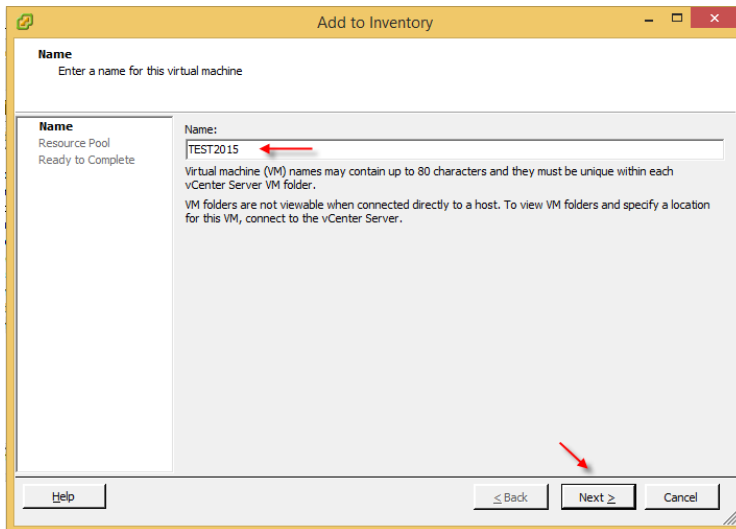 Add to Inventory
Name
Enter a name for this virtual machine
Name
Resource Pool
Ready to Complete
Name:
TEST2015
Virtual machine (VM) names may contain up to 80 characters and they must be unique within each
vCenter Server VM folder.
VM folders are not viewable when connected directly to a host. To view VM folders and specify a location
for this VM, connect to the vCenter Server.
Help
< Back
Next >
Cancel